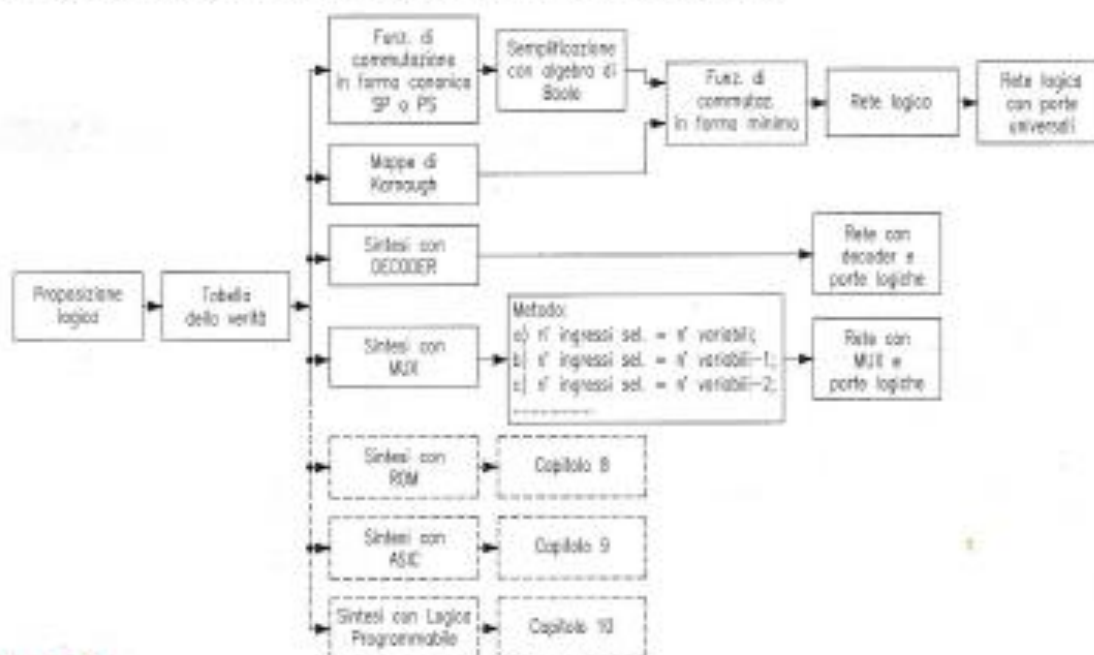 Funz. di
commutazione
in forma canonica
SP o PS
Semplificazione
con algebra di
Boole
Funz. di
commutaz.
in forma minima
Rete logica
Rete logica
con porte
universali
Mappe di
Karnaugh
Sintesi con
DECODER
Rete con
decoder e
porte logiche
Proposizione
logica
Tabella
della verità
Sintesi con
MUX
Metodo:
a) n° ingressi sel. = n° variabili;
b) n° ingressi sel. = n° variabili-1;
c) n° ingressi sel. = n° variabili-2;
Rete con
MUX e
porte logiche
Sintesi con
ROM
Capitolo 8
Sintesi con
ASIC
Capitolo 9
Sintesi con Logica
Programmabile
Capitolo 10